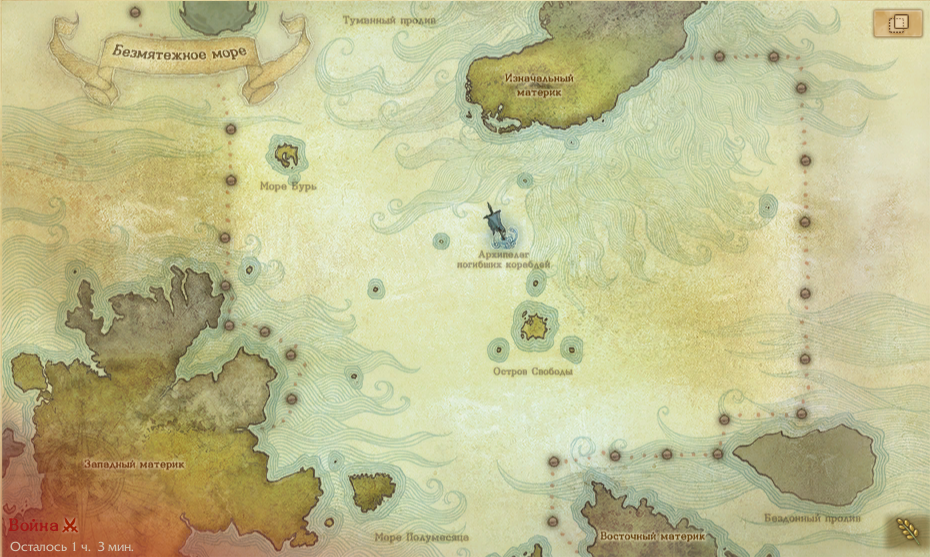 Туманный пролив
Безмятежное море
Изначальный
материк
Море Бурь
Архипелаг
погибших кораблей
Остров Свободы
Западный материк
Война
Осталось 1 ч. 3 мин.
Море Полумесяца
Восточный материк
Бездонный пролив